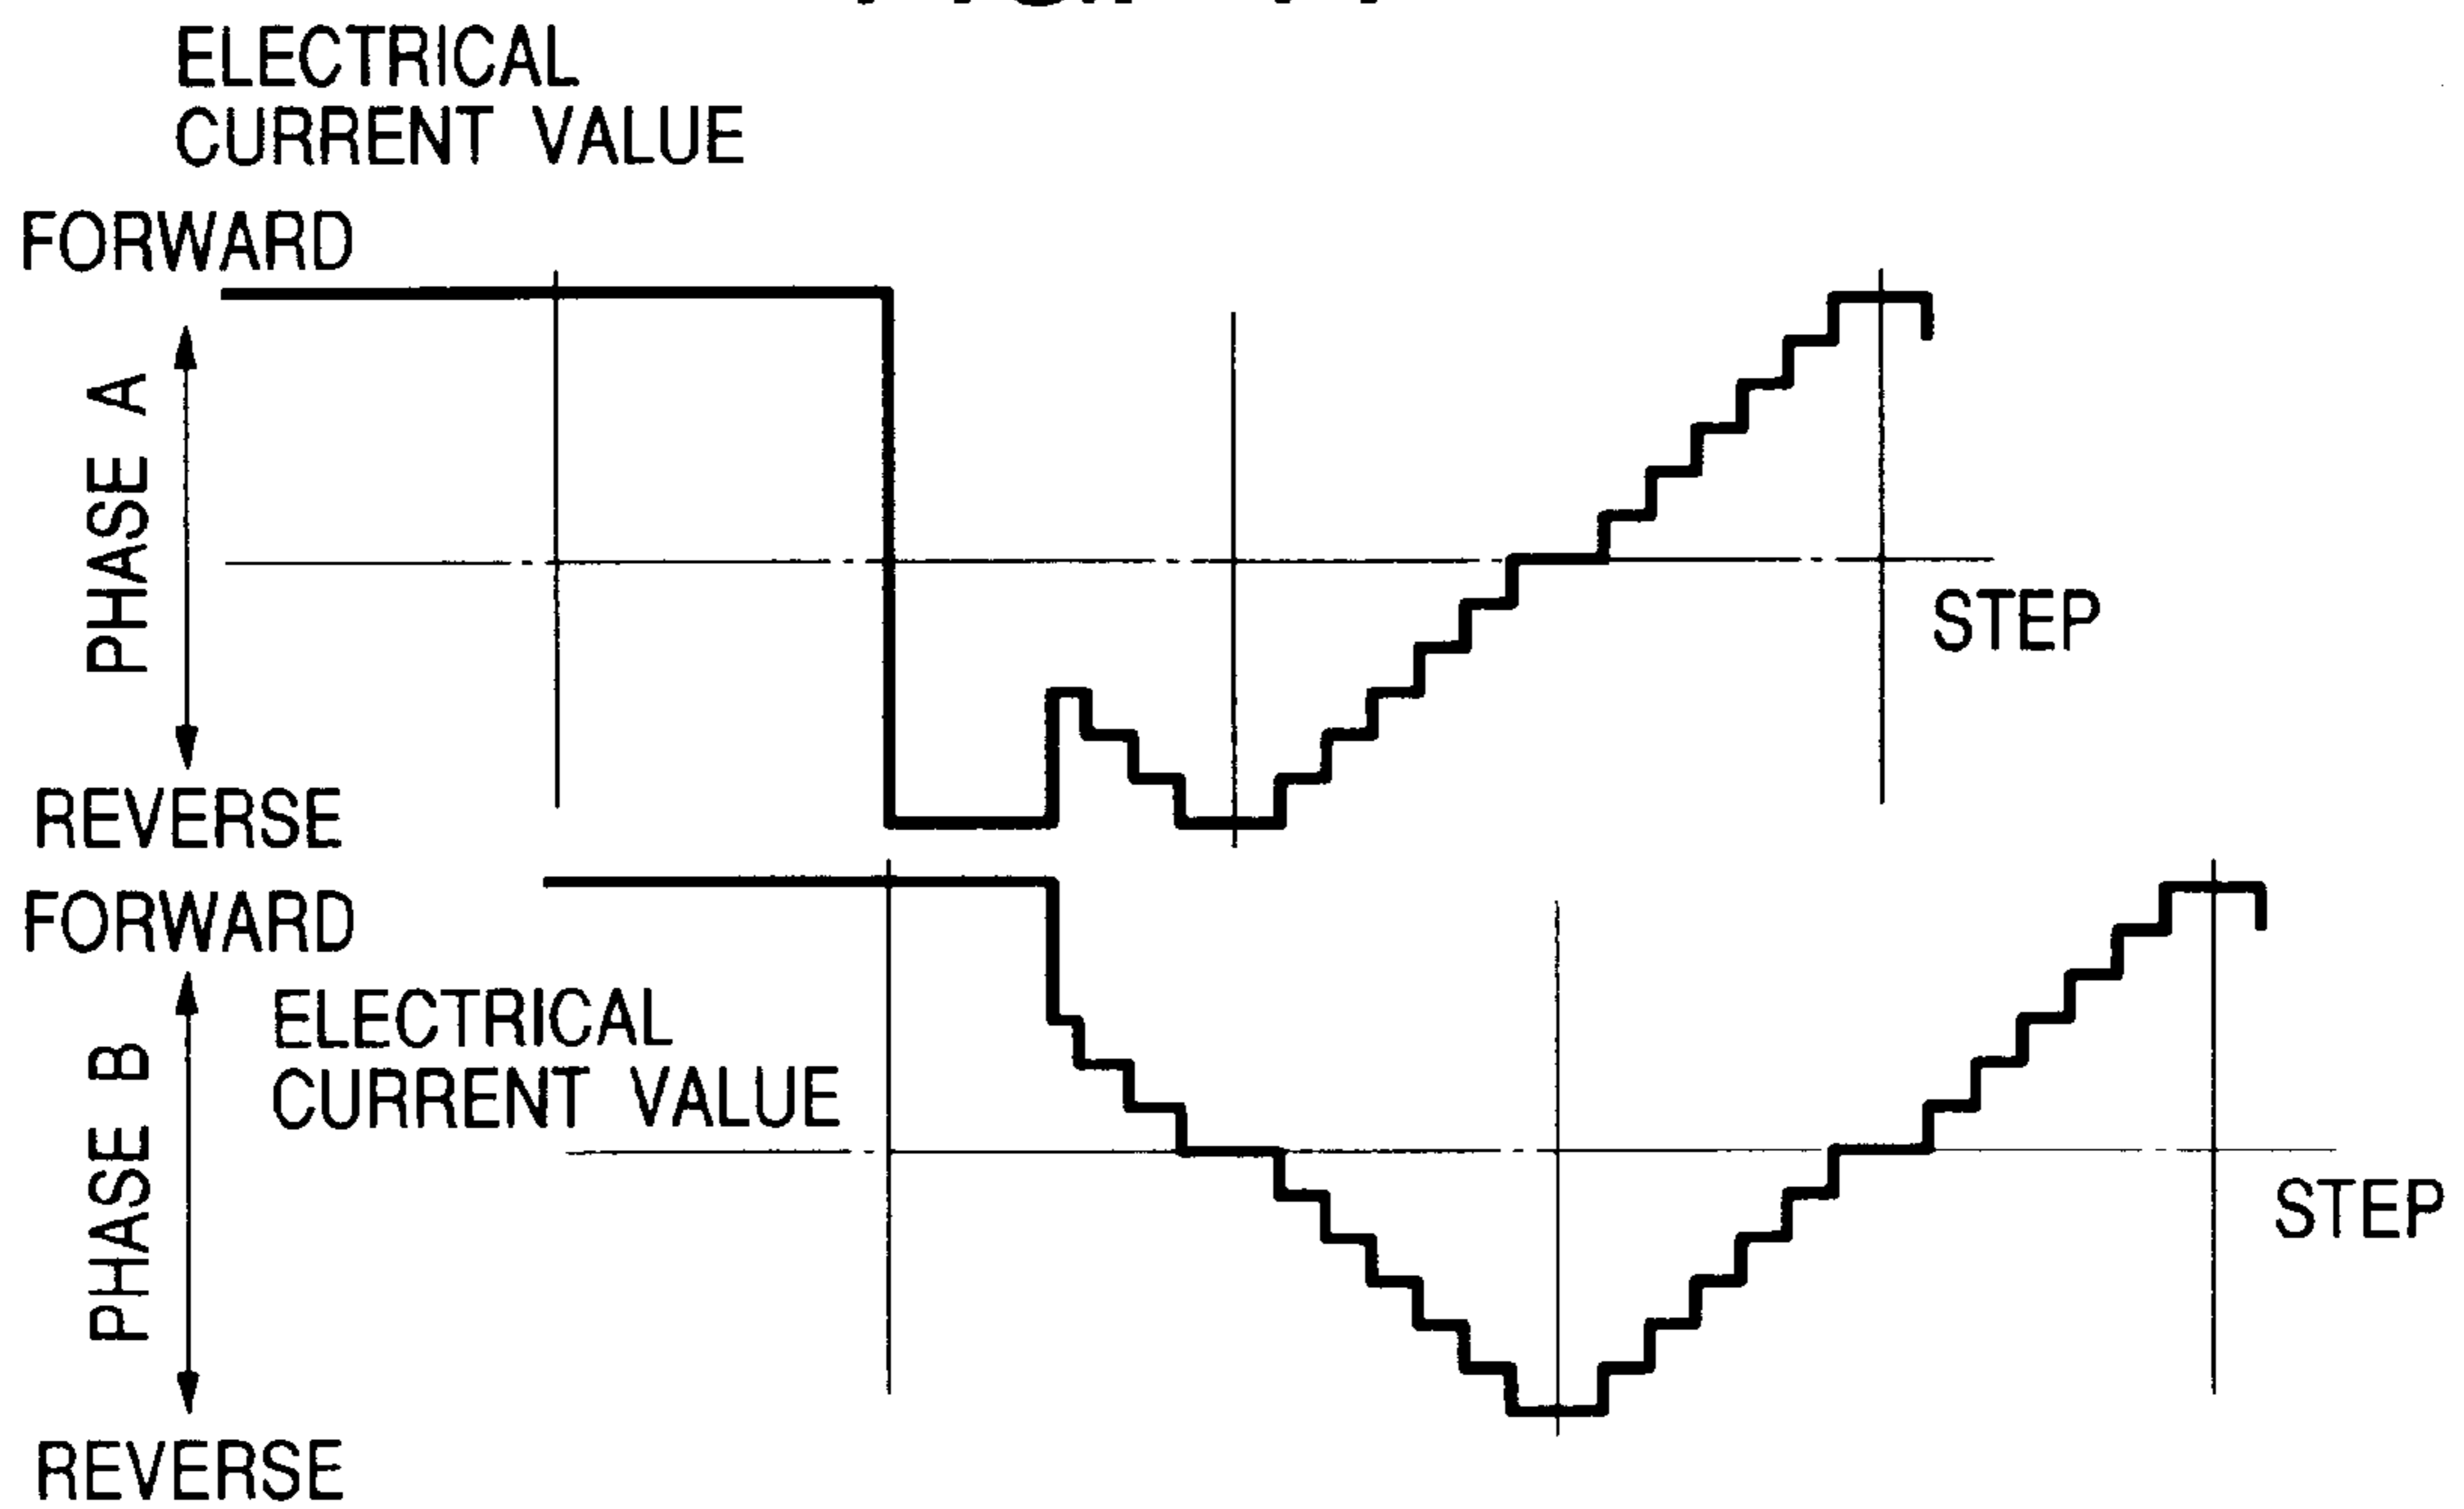 ELECTRICAL
CURRENT VALUE
FORWARD
PHASE A
REVERSE
STEP
FORWARD
ELECTRICAL
CURRENT VALUE
PHASE B
REVERSE
STEP